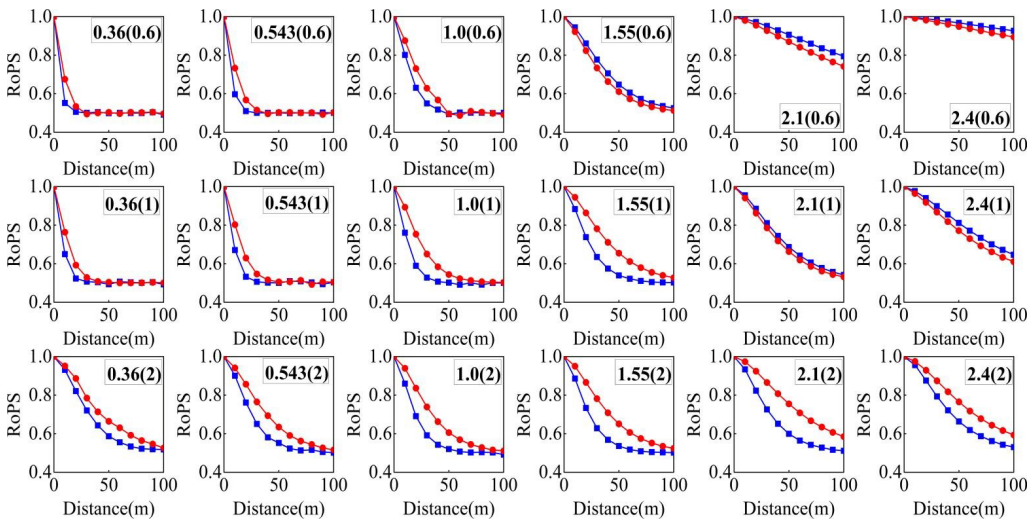 1.0 0.8 0.6 0.4 RoPS 0.36(0.6) 0 50 100 Distance(m)
1.0 0.8 0.6 0.4 RoPS 0.543(0.6) 0 50 100 Distance(m)
1.0 0.8 0.6 0.4 RoPS 1.0(0.6) 0 50 100 Distance(m)
1.0 0.8 0.6 0.4 RoPS 1.55(0.6) 0 50 100 Distance(m)
1.0 0.8 0.6 0.4 RoPS 2.1(0.6) 0 50 100 Distance(m)
1.0 0.8 0.6 0.4 RoPS 2.4(0.6) 0 50 100 Distance(m)
1.0 0.8 0.6 0.4 RoPS 0.36(1) 0 50 100 Distance(m)
1.0 0.8 0.6 0.4 RoPS 0.543(1) 0 50 100 Distance(m)
1.0 0.8 0.6 0.4 RoPS 1.0(1) 0 50 100 Distance(m)
1.0 0.8 0.6 0.4 RoPS 1.55(1) 0 50 100 Distance(m)
1.0 0.8 0.6 0.4 RoPS 2.1(1) 0 50 100 Distance(m)
1.0 0.8 0.6 0.4 RoPS 2.4(1) 0 50 100 Distance(m)
1.0 0.8 0.6 0.4 RoPS 0.36(2) 0 50 100 Distance(m)
1.0 0.8 0.6 0.4 RoPS 0.543(2) 0 50 100 Distance(m)
1.0 0.8 0.6 0.4 RoPS 1.0(2) 0 50 100 Distance(m)
1.0 0.8 0.6 0.4 RoPS 1.55(2) 0 50 100 Distance(m)
1.0 0.8 0.6 0.4 RoPS 2.1(2) 0 50 100 Distance(m)
1.0 0.8 0.6 0.4 RoPS 2.4(2) 0 50 100 Distance(m)